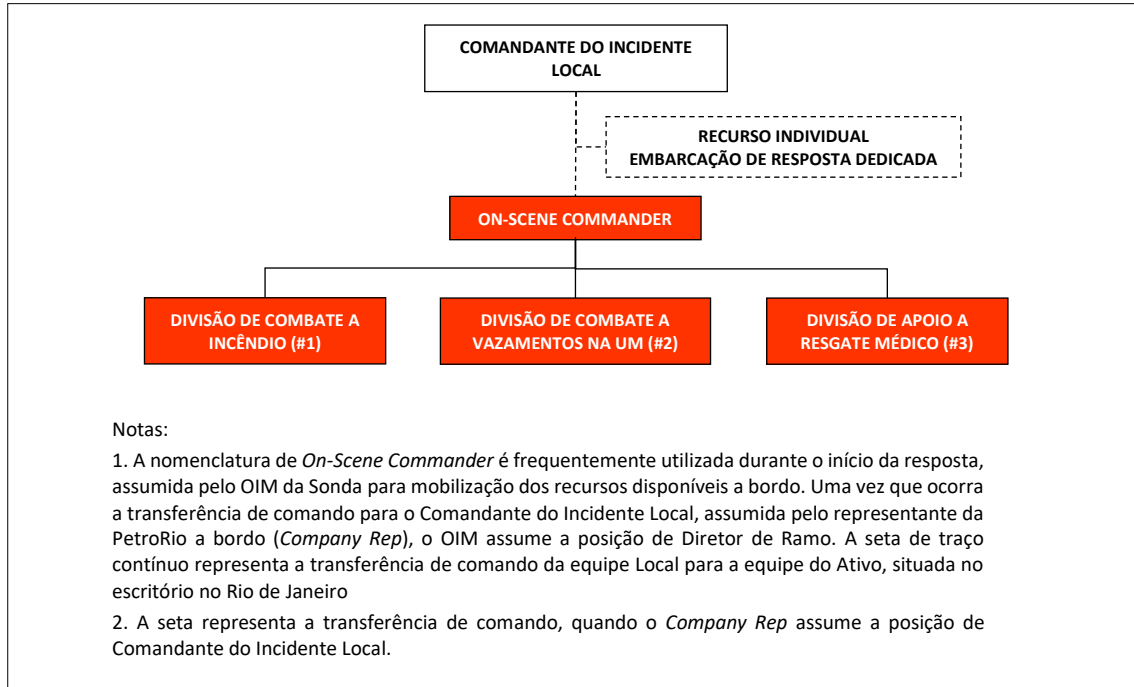 COMANDANTE DO INCIDENTE
LOCAL
RECURSO INDIVIDUAL
EMBARCAÇÃO DE RESPOSTA DEDICADA
ON-SCENE COMMANDER
DIVISÃO DE COMBATE A
INCÊNDIO (#1)
DIVISÃO DE COMBATE A
VAZAMENTOS NA UM (#2)
DIVISÃO DE APOIO A
RESGATE MÉDICO (#3)
Notas:
1. A nomenclatura de On-Scene Commander é frequentemente utilizada durante o início da resposta,
assumida pelo OIM da Sonda para mobilização dos recursos disponíveis a bordo. Uma vez que ocorra
a transferência de comando para o Comandante do Incidente Local, assumida pelo representante da
PetroRio a bordo (Company Rep), o OIM assume a posição de Diretor de Ramo. A seta de traço
contínuo representa a transferência de comando da equipe Local para a equipe do Ativo, situada no
escritório no Rio de Janeiro
2. A seta representa a transferência de comando, quando o Company Rep assume a posição de
Comandante do Incidente Local.